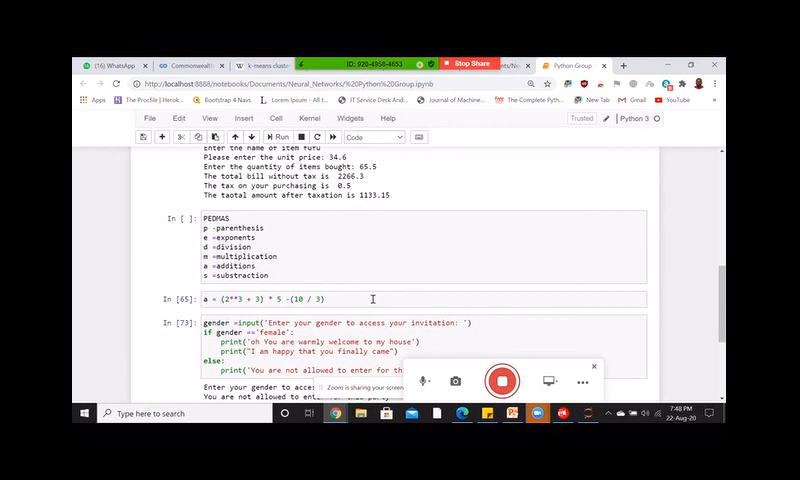 (16) WhatsApp
Commonwealth
k-means cluster
ID: 920-4958-4653
Stop Share
Python Group
http://localhost:8888/notebooks/Documents/Neural_Networks/%20Python%20Group.ipynb
Apps
The Procfile | Herok...
Bootstrap 4 Navs
Lorem Ipsum - All t...
IT Service Desk And...
Journal of Machine...
The Complete Pyth...
New Tab
Gmail
YouTube
File Edit View Insert Cell Kernel Widgets Help
Trusted
Python 3
Run
Code
Enter the name of item fufu
Please enter the unit price: 34.6
Enter the quantity of items bought: 65.5
The total bill without tax is 2266.3
The tax on your purchasing is 0.5
The taotal amount after taxation is 1133.15
In [ ]:
PEDMAS
p -parenthesis
e =exponents
d =division
m =multiplication
a =additions
s =substraction
In [65]: a = (2**3 + 3) * 5 -(10 / 3)
In [73]: gender =input('Enter your gender to access your invitation: ')
if gender =='female':
print('oh You are warmly welcome to my house')
print("I am happy that you finally came")
else:
print('You are not allowed to enter for thi
Enter your gender to acces
You are not allowed to enter for this party
Zoom is sharing your screen
Type here to search
7:48 PM
22-Aug-20